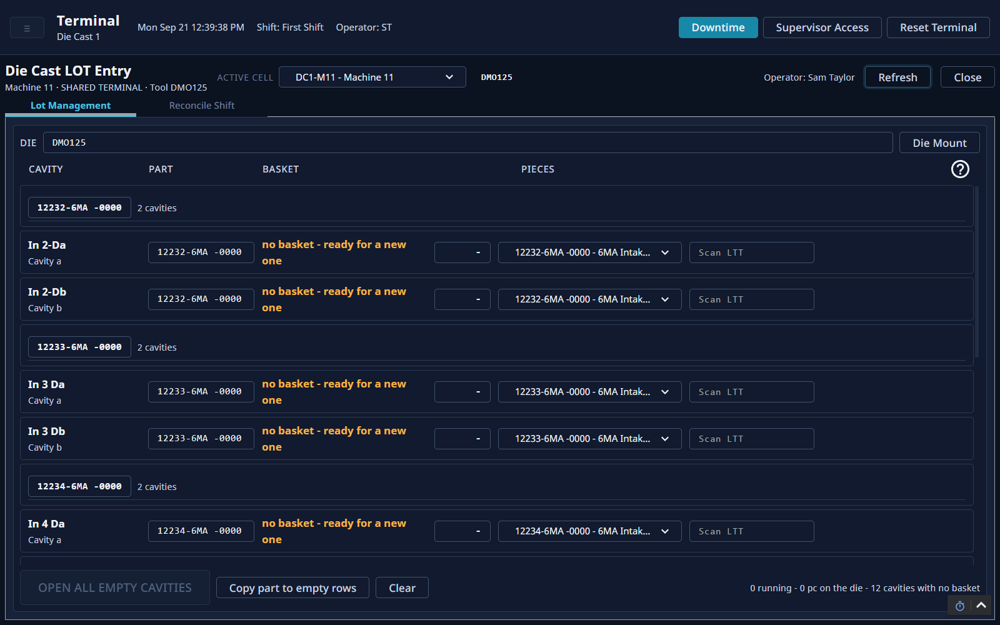 Terminal
Die Cast 1
Mon Sep 21 12:39:38 PM Shift: First Shift Operator: ST
Downtime
Supervisor Access
Reset Terminal
Die Cast LOT Entry
Machine 11 · SHARED TERMINAL · Tool DMO125
ACTIVE CELL
DC1-M11 - Machine 11
DMO125
Operator: Sam Taylor
Refresh
Close
Lot Management
Reconcile Shift
DIE
DMO125
Die Mount
CAVITY PART BASKET PIECES
12232-6MA -0000 2 cavities
In 2-Da
Cavity a
12232-6MA -0000
no basket - ready for a new
one
-
12232-6MA -0000 - 6MA Intak...
Scan LTT
In 2-Db
Cavity b
12232-6MA -0000
no basket - ready for a new
one
-
12232-6MA -0000 - 6MA Intak...
Scan LTT
12233-6MA -0000 2 cavities
In 3 Da
Cavity a
12233-6MA -0000
no basket - ready for a new
one
-
12233-6MA -0000 - 6MA Intak...
Scan LTT
In 3 Db
Cavity b
12233-6MA -0000
no basket - ready for a new
one
-
12233-6MA -0000 - 6MA Intak...
Scan LTT
12234-6MA -0000 2 cavities
In 4 Da
Cavity a
12234-6MA -0000
no basket - ready for a new
one
-
12234-6MA -0000 - 6MA Intak...
Scan LTT
OPEN ALL EMPTY CAVITIES
Copy part to empty rows
Clear
0 running - 0 pc on the die - 12 cavities with no basket